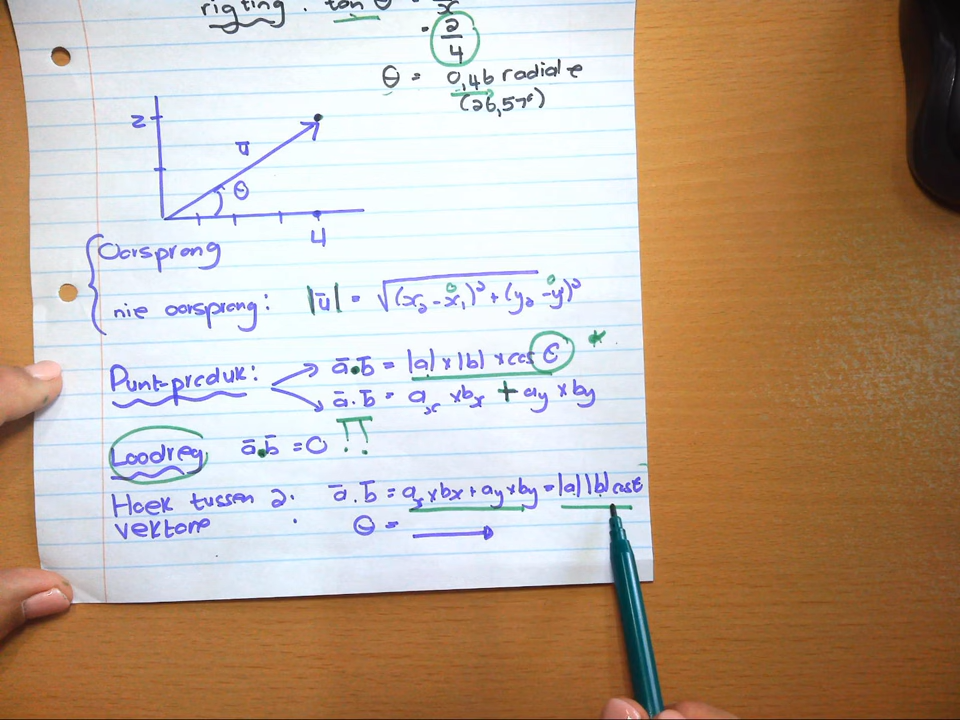 rigting : tan θ =
= 2/4
θ = 0,46 radiale
(26,57°)
2
ū
θ
4
Oorsprong
nie oorsprong: |ū| = √(x₂ - x₁)² + (y₂ - y)²
Punt-produk: ā.b̄ = |a| x |b| x cos θ *
ā.b̄ = aₓ x bx + ay x by
Loodreg ā.b̄ = 0 !!
Hoek tussen 2 : ā.b̄ = aₓ x bx + ay x by = |a| |b| cos θ
vektore θ =